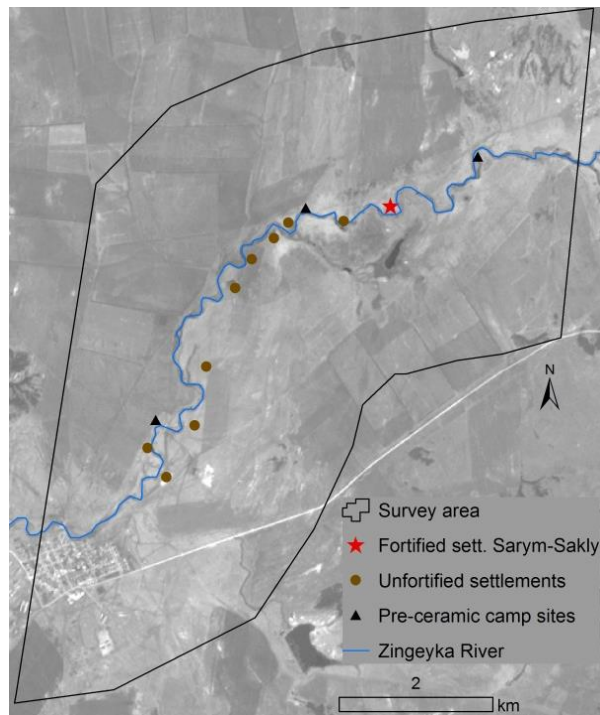 N
Survey area
Fortified sett. Sarym-Sakly
Unfortified settlements
Pre-ceramic camp sites
Zingeyka River
2
km